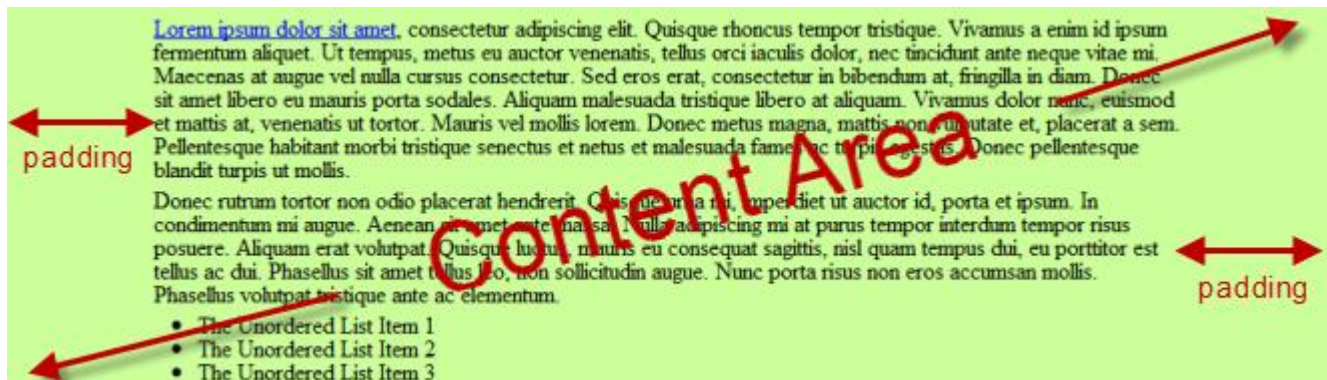 Lorem ipsum dolor sit amet, consectetur adipiscing elit. Quisque rhoncus tempor tristique. Vivamus a enim id ipsum
fermentum aliquet. Ut tempus, metus eu auctor venenatis, tellus orci iaculis dolor, nec tincidunt ante neque vitae mi.
Maecenas at augue vel nulla cursus consectetur. Sed eros erat, consectetur in bibendum at, fringilla in diam. Donec
sit amet libero eu mauris porta sodales. Aliquam malesuada tristique libero at aliquam. Vivamus dolor nunc, euismod
et mattis at, venenatis ut tortor. Mauris vel mollis lorem. Donec metus magna, mattis non vulputate et, placerat a sem.
Pellentesque habitant morbi tristique senectus et netus et malesuada fames ac turpis egestas. Donec pellentesque
blandit turpis ut mollis.
padding
Content Area
Donec rutrum tortor non odio placerat hendrerit. Quisque urna mi, imperdiet ut auctor id, porta et ipsum. In
condimentum mi augue. Aenean sit amet ante massa. Nulla adipiscing mi at purus tempor interdum tempor risus
posuere. Aliquam erat volutpat. Quisque luctus, mauris eu consequat sagittis, nisl quam tempus dui, eu porttitor est
tellus ac dui. Phasellus sit amet tellus leo, non sollicitudin augue. Nunc porta risus non eros accumsan mollis.
Phasellus volutpat tristique ante ac elementum.
padding
• The Unordered List Item 1
• The Unordered List Item 2
• The Unordered List Item 3